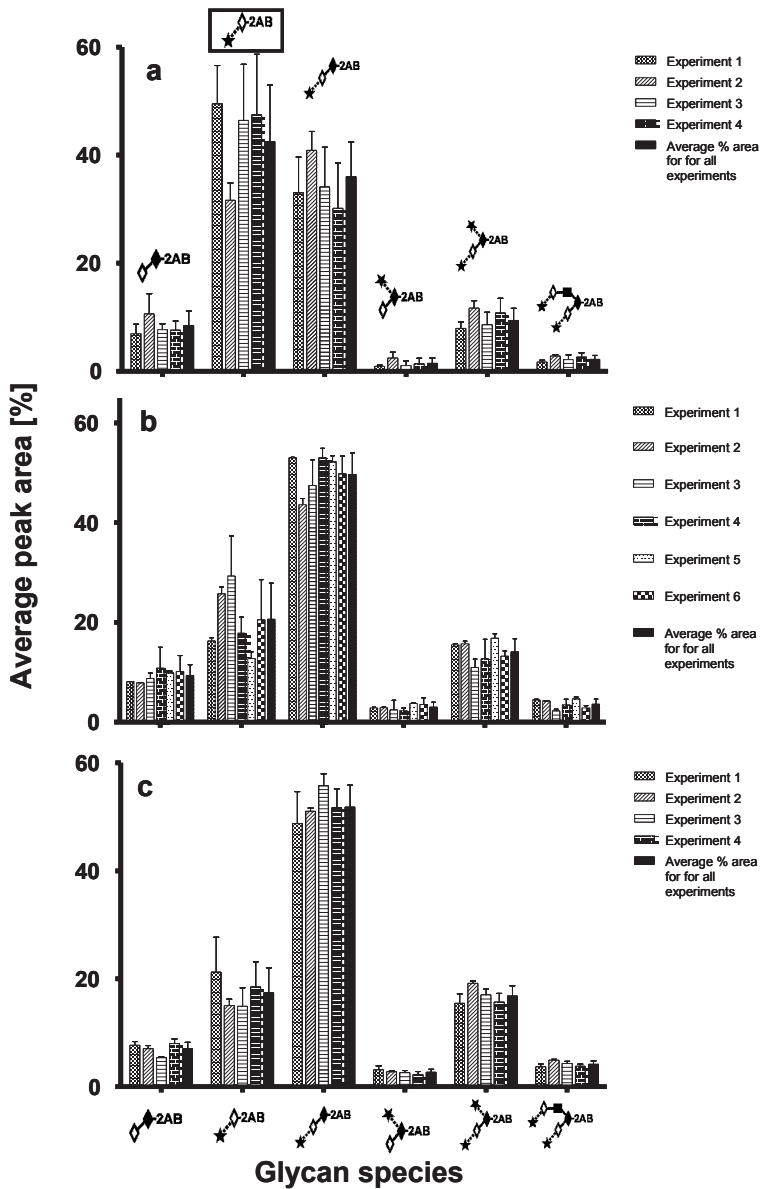 Average peak area [%]
a
60
40
20
0
2AB
-2AB
-2AB
-2AB
-2AB
-2AB
Experiment 1
Experiment 2
Experiment 3
Experiment 4
Average % area
for for all
experiments
b
60
40
20
0
Experiment 1
Experiment 2
Experiment 3
Experiment 4
Experiment 5
Experiment 6
Average % area
for for all
experiments
c
60
40
20
0
Experiment 1
Experiment 2
Experiment 3
Experiment 4
Average % area
for for all
experiments
-2AB
-2AB
-2AB
-2AB
-2AB
-2AB
Glycan species